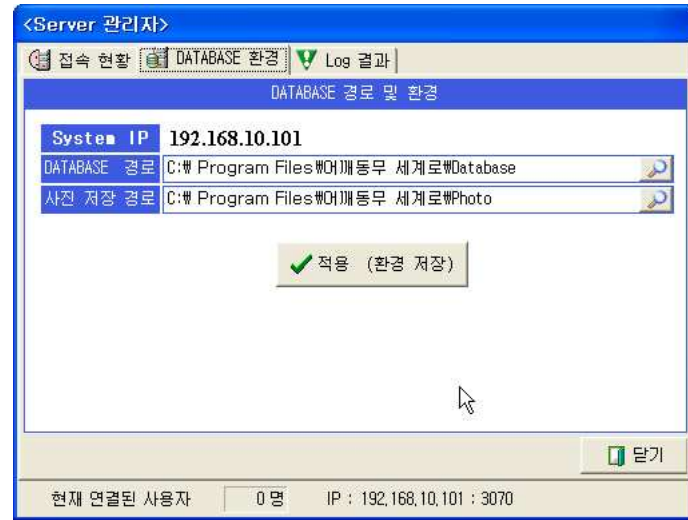 <Server 관리자>
접속 현황 DATABASE 환경 Log 결과
DATABASE 경로 및 환경
System IP 192.168.10.101
DATABASE 경로 C:₩ Program Files₩어깨동무 세계로₩Database
사진 저장 경로 C:₩ Program Files₩어깨동무 세계로₩Photo
적용 (환경 저장)
닫기
현재 연결된 사용자 0 명 IP : 192,168,10,101 : 3070